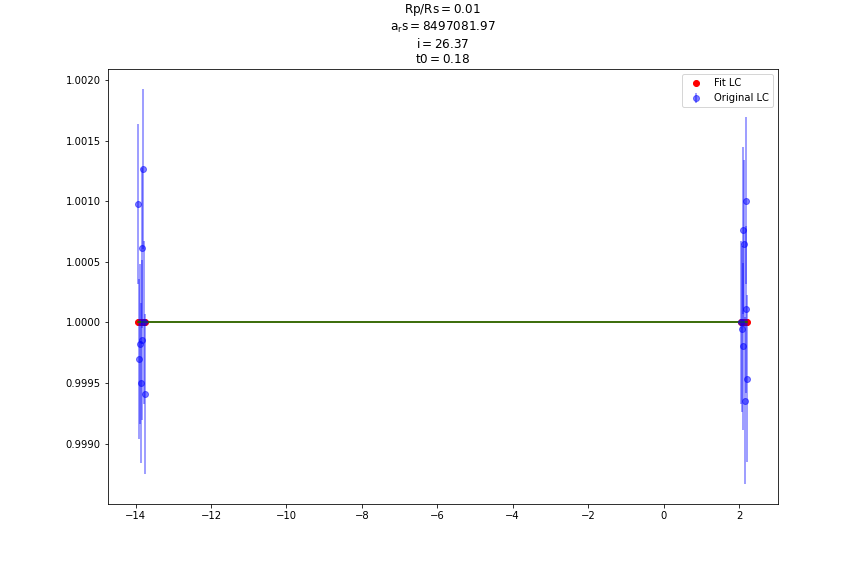 Rp/Rs = 0.01
aᵣs = 8497081.97
i = 26.37
t0 = 0.18
Fit LC
Original LC
1.0020
1.0015
1.0010
1.0005
1.0000
0.9995
0.9990
−14 −12 −10 −8 −6 −4 −2 0 2